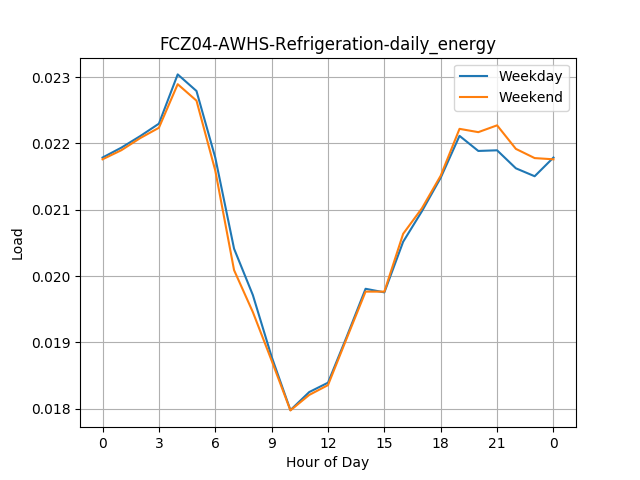 FCZ04-AWHS-Refrigeration-daily_energy
Weekday
Weekend
0.023
0.022
0.021
0.020
0.019
0.018
Load
0 3 6 9 12 15 18 21 0
Hour of Day